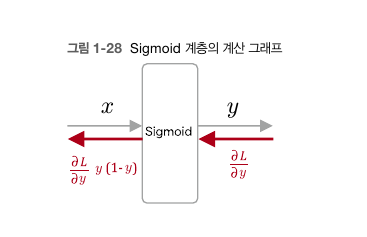 그림 1-28 Sigmoid 계층의 계산 그래프
x
y
Sigmoid
∂L/∂y y (1-y)
∂L/∂y